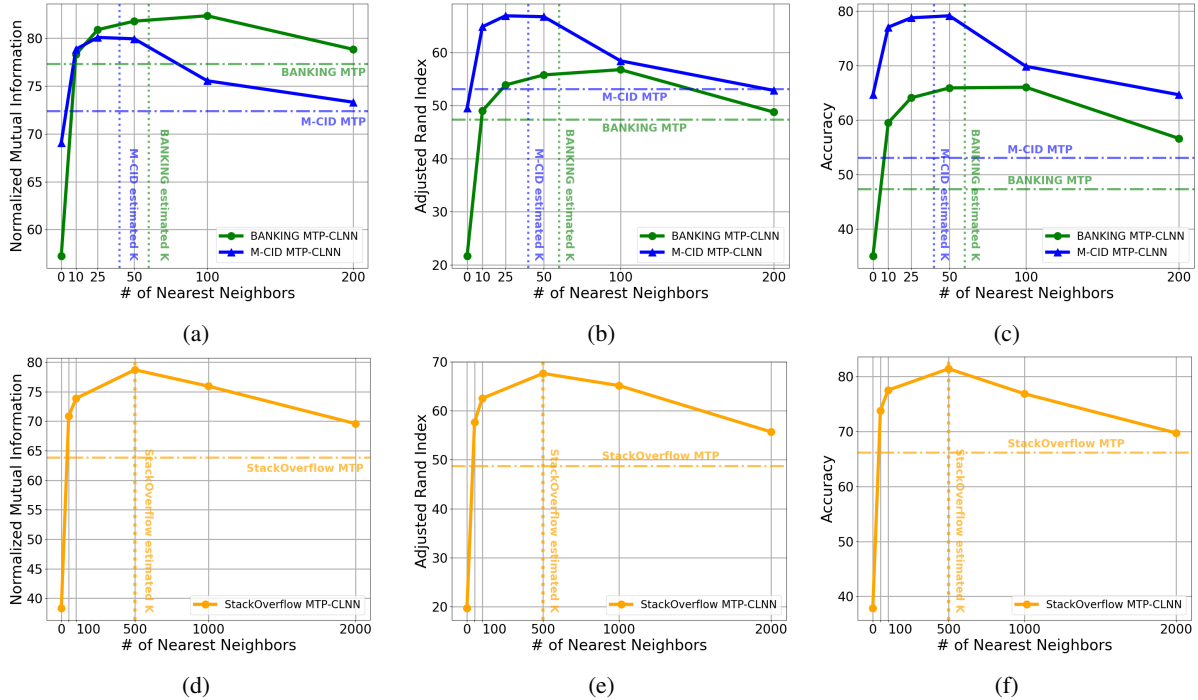 Normalized Mutual Information
80
75
70
65
60
BANKING MTP
M-CID MTP
M-CID estimated K
BANKING estimated K
BANKING MTP-CLNN
M-CID MTP-CLNN
0 10 25 50 100 200
# of Nearest Neighbors
(a)
Adjusted Rand Index
60
50
40
30
20
M-CID MTP
BANKING MTP
M-CID estimated K
BANKING estimated K
BANKING MTP-CLNN
M-CID MTP-CLNN
0 10 25 50 100 200
# of Nearest Neighbors
(b)
Accuracy
80
70
60
50
40
M-CID MTP
BANKING MTP
M-CID estimated K
BANKING estimated K
BANKING MTP-CLNN
M-CID MTP-CLNN
0 10 25 50 100 200
# of Nearest Neighbors
(c)
Normalized Mutual Information
80
75
70
65
60
55
50
45
40
StackOverflow MTP
StackOverflow estimated K
StackOverflow MTP-CLNN
0 100 500 1000 2000
# of Nearest Neighbors
(d)
Adjusted Rand Index
70
60
50
40
30
20
StackOverflow MTP
StackOverflow estimated K
StackOverflow MTP-CLNN
0 100 500 1000 2000
# of Nearest Neighbors
(e)
Accuracy
80
70
60
50
40
StackOverflow MTP
StackOverflow estimated K
StackOverflow MTP-CLNN
0 100 500 1000 2000
# of Nearest Neighbors
(f)